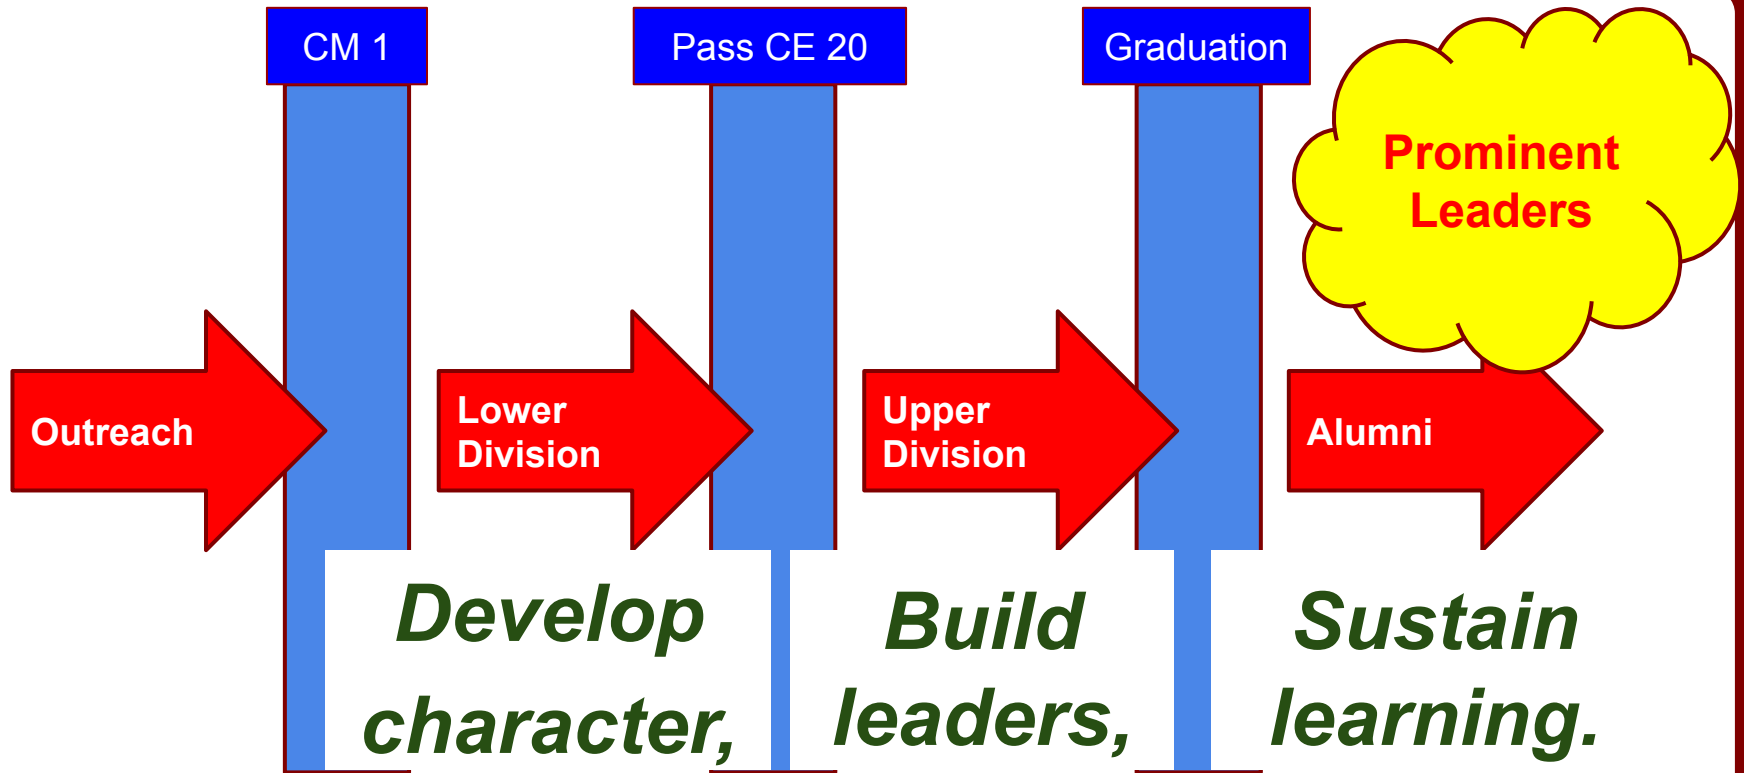 CM 1
Pass CE 20
Graduation
Prominent
Leaders
Outreach
Lower
Division
Upper
Division
Alumni
Develop
character,
Build
leaders,
Sustain
learning.